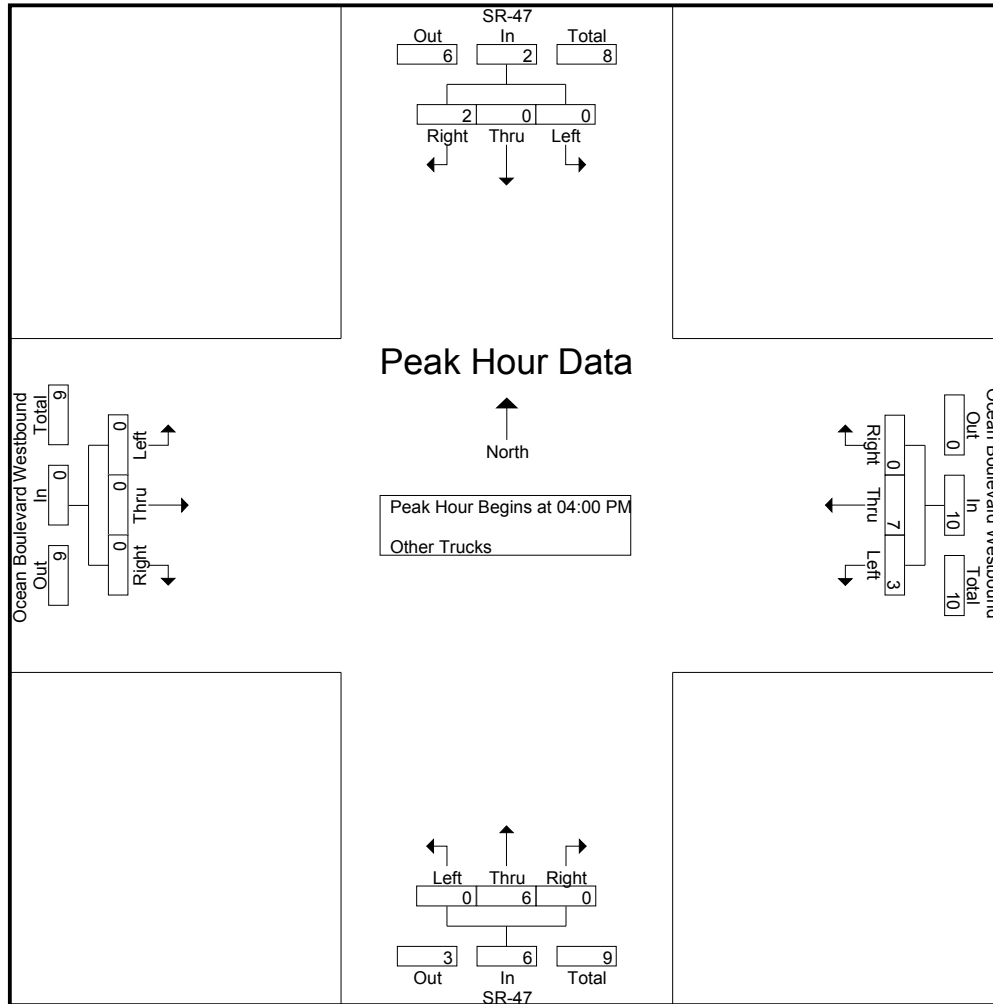 SR-47
Out In Total
6 2 8
2 0 0
Right Thru Left
Peak Hour Data
North
Peak Hour Begins at 04:00 PM
Other Trucks
Ocean Boulevard Westbound
Out In Total
9 0 9
0 0 0
Left Thru Right
Ocean Boulevard Westbound
Out In Total
0 10 10
0 7 3
Right Thru Left
Left Thru Right
0 6 0
3 6 9
Out In Total
SR-47